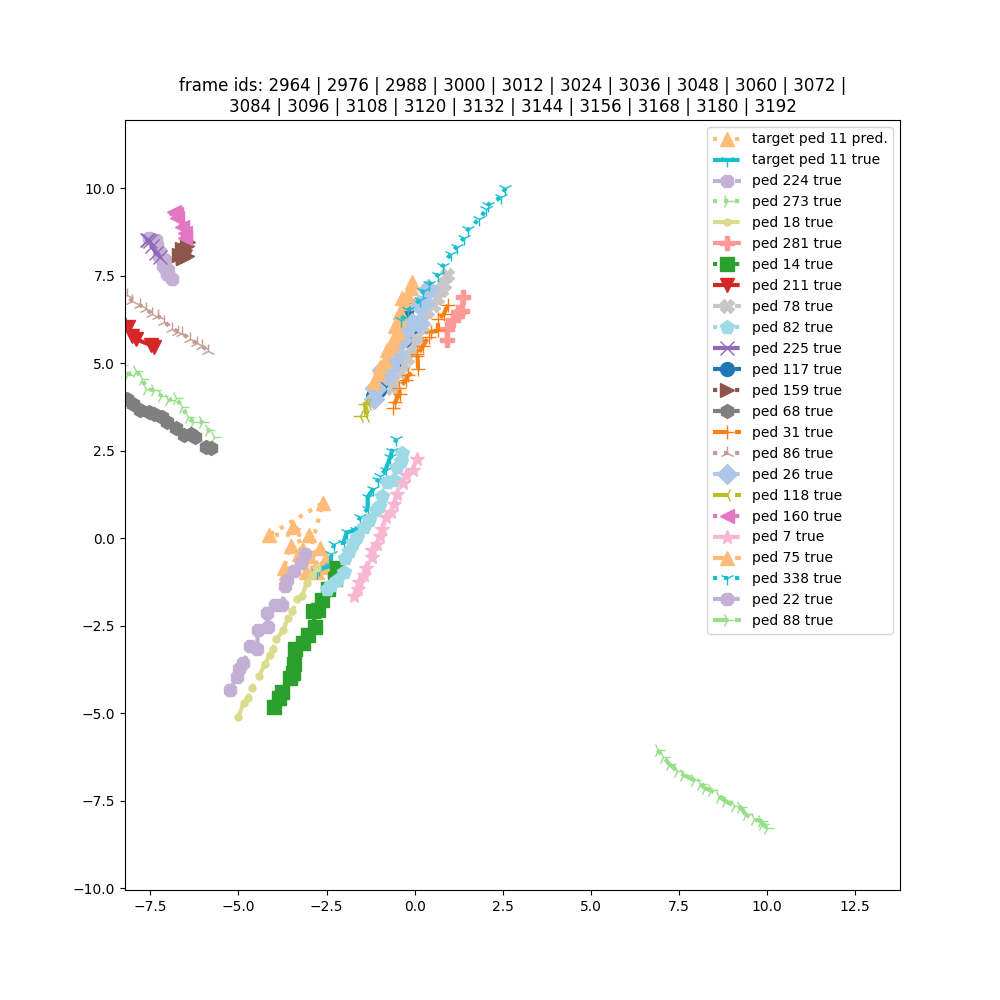 frame ids: 2964 | 2976 | 2988 | 3000 | 3012 | 3024 | 3036 | 3048 | 3060 | 3072 |
3084 | 3096 | 3108 | 3120 | 3132 | 3144 | 3156 | 3168 | 3180 | 3192
target ped 11 pred.
target ped 11 true
ped 224 true
ped 273 true
ped 18 true
ped 281 true
ped 14 true
ped 211 true
ped 78 true
ped 82 true
ped 225 true
ped 117 true
ped 159 true
ped 68 true
ped 31 true
ped 86 true
ped 26 true
ped 118 true
ped 160 true
ped 7 true
ped 75 true
ped 338 true
ped 22 true
ped 88 true
10.0
7.5
5.0
2.5
0.0
−2.5
−5.0
−7.5
−10.0
−7.5 −5.0 −2.5 0.0 2.5 5.0 7.5 10.0 12.5